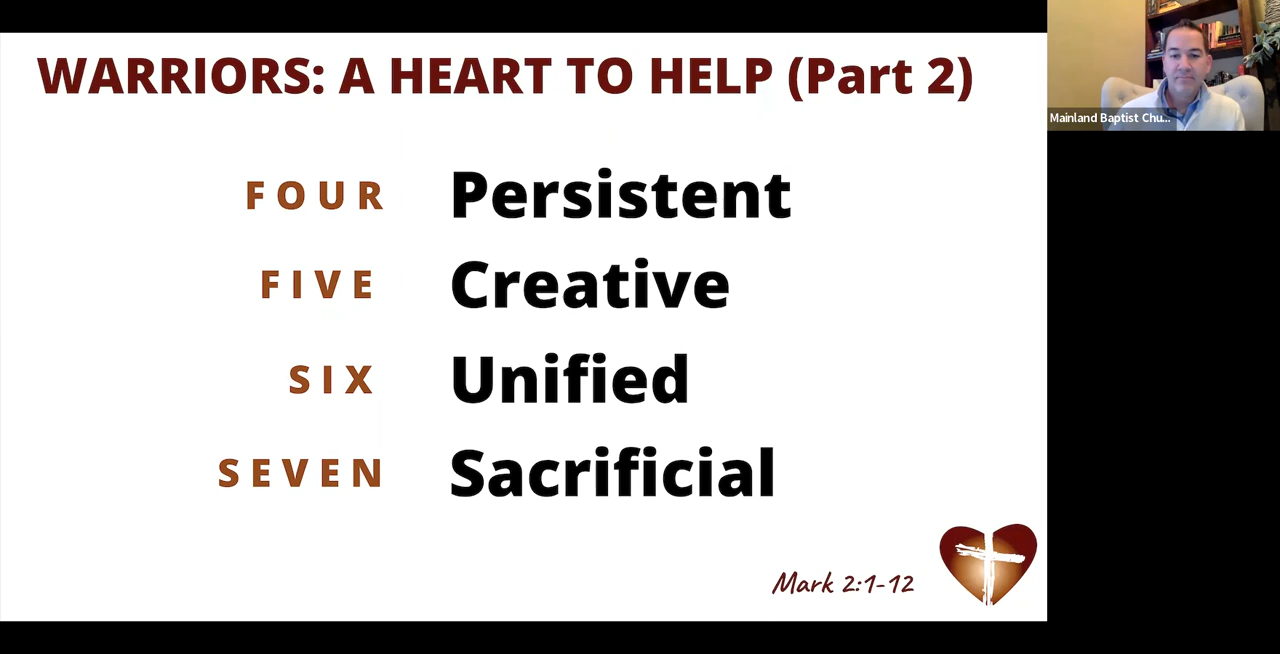 WARRIORS: A HEART TO HELP (Part 2)
FOUR Persistent
FIVE Creative
SIX Unified
SEVEN Sacrificial
Mark 2:1-12
Mainland Baptist Chu...